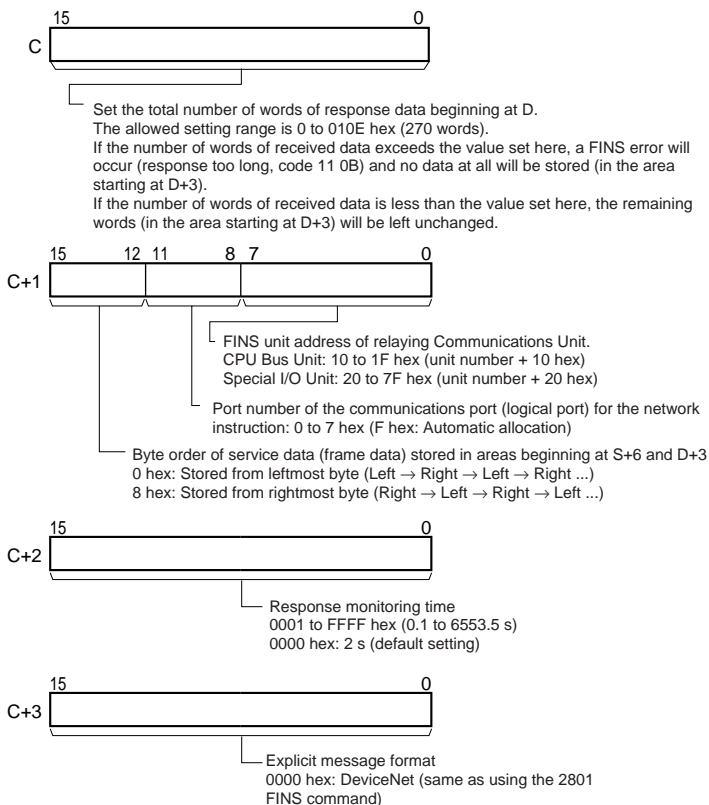 15 0
C
Set the total number of words of response data beginning at D.
The allowed setting range is 0 to 010E hex (270 words).
If the number of words of received data exceeds the value set here, a FINS error will
occur (response too long, code 11 0B) and no data at all will be stored (in the area
starting at D+3).
If the number of words of received data is less than the value set here, the remaining
words (in the area starting at D+3) will be left unchanged.
15 12 11 8 7 0
C+1
FINS unit address of relaying Communications Unit.
CPU Bus Unit: 10 to 1F hex (unit number + 10 hex)
Special I/O Unit: 20 to 7F hex (unit number + 20 hex)
Port number of the communications port (logical port) for the network
instruction: 0 to 7 hex (F hex: Automatic allocation)
Byte order of service data (frame data) stored in areas beginning at S+6 and D+3
0 hex: Stored from leftmost byte (Left → Right → Left → Right ...)
8 hex: Stored from rightmost byte (Right → Left → Right → Left ...)
15 0
C+2
Response monitoring time
0001 to FFFF hex (0.1 to 6553.5 s)
0000 hex: 2 s (default setting)
15 0
C+3
Explicit message format
0000 hex: DeviceNet (same as using the 2801
FINS command)